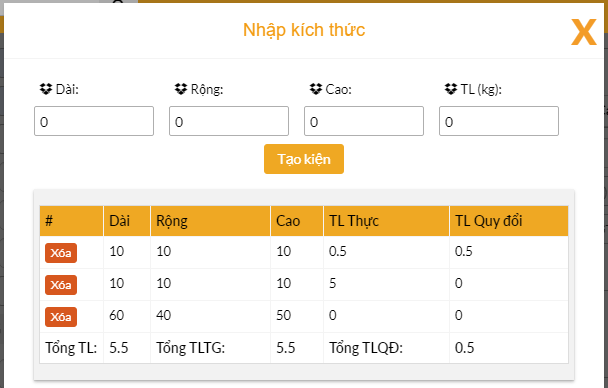 Nhập kích thức
X
Dài: Rộng: Cao: TL (kg):
0 0 0 0
Tạo kiện
# Dài Rộng Cao TL Thực TL Quy đổi
Xóa 10 10 10 0.5 0.5
Xóa 10 10 10 5 0
Xóa 60 40 50 0 0
Tổng TL: 5.5 Tổng TLTG: 5.5 Tổng TLQĐ: 0.5